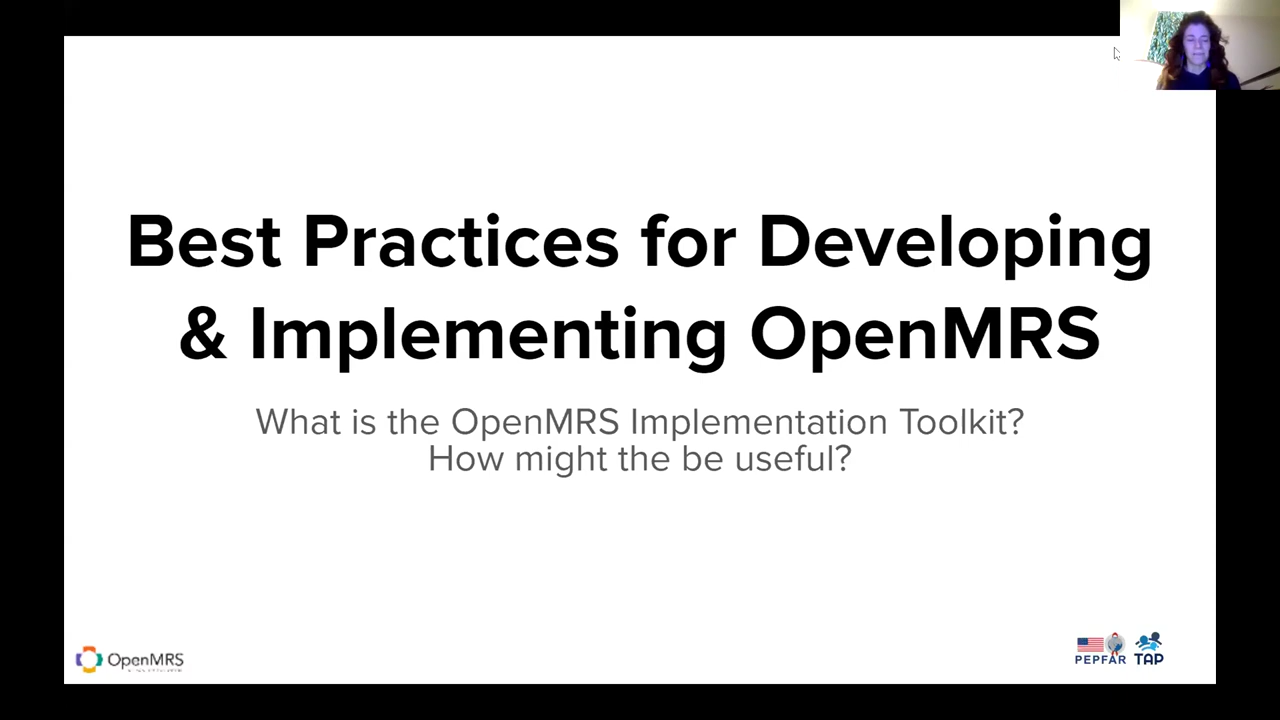 Best Practices for Developing
& Implementing OpenMRS
What is the OpenMRS Implementation Toolkit?
How might the be useful?
OpenMRS
PEPFAR
TAP